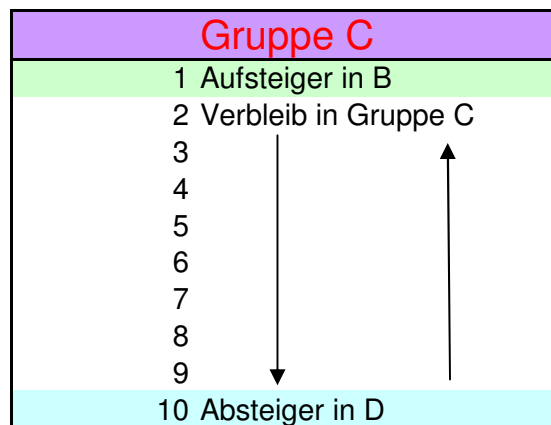 Gruppe C
1 Aufsteiger in B
2 Verbleib in Gruppe C
3
4
5
6
7
8
9
10 Absteiger in D